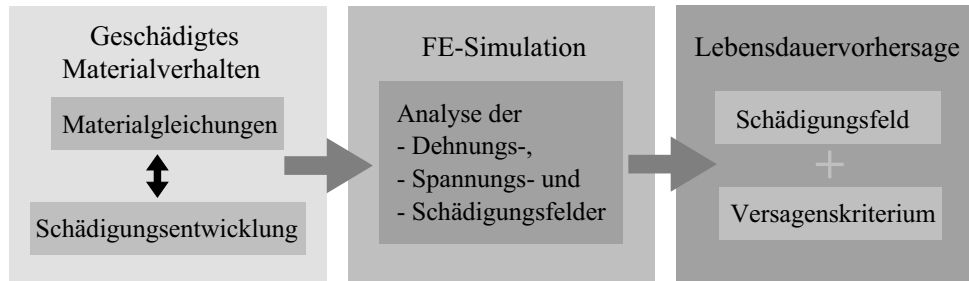 Geschädigtes
Materialverhalten
Materialgleichungen
Schädigungsentwicklung
FE-Simulation
Analyse der
- Dehnungs-,
- Spannungs- und
- Schädigungsfelder
Lebensdauervorhersage
Schädigungsfeld
+
Versagenskriterium